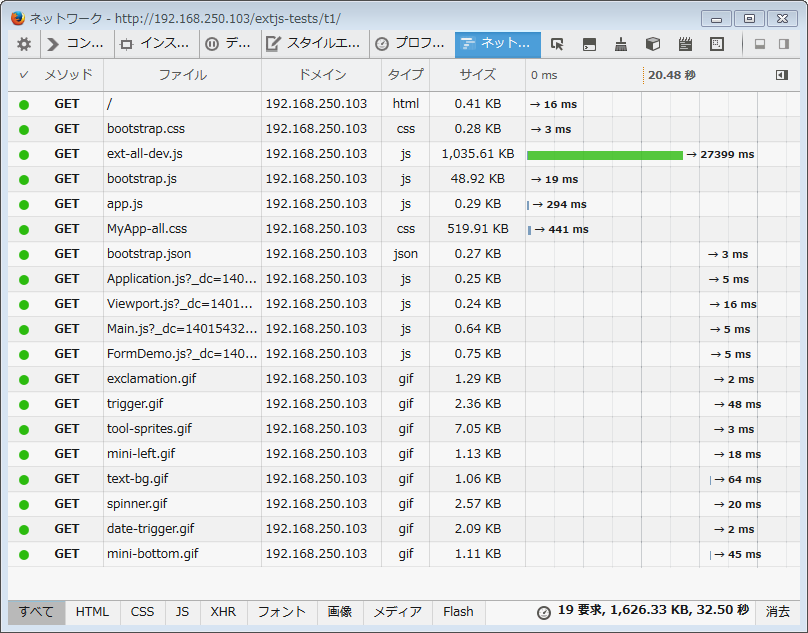 ネットワーク - http://192.168.250.103/extjs-tests/t1/
コン... インス... デ... スタイルエ... プロフ... ネット...
✓ メソッド ファイル ドメイン タイプ サイズ 0 ms 20.48 秒
GET / 192.168.250.103 html 0.41 KB → 16 ms
GET bootstrap.css 192.168.250.103 css 0.28 KB → 3 ms
GET ext-all-dev.js 192.168.250.103 js 1,035.61 KB → 27399 ms
GET bootstrap.js 192.168.250.103 js 48.92 KB → 19 ms
GET app.js 192.168.250.103 js 0.29 KB → 294 ms
GET MyApp-all.css 192.168.250.103 css 519.91 KB → 441 ms
GET bootstrap.json 192.168.250.103 json 0.27 KB → 3 ms
GET Application.js?_dc=140... 192.168.250.103 js 0.25 KB → 5 ms
GET Viewport.js?_dc=1401... 192.168.250.103 js 0.24 KB → 16 ms
GET Main.js?_dc=14015432... 192.168.250.103 js 0.64 KB → 5 ms
GET FormDemo.js?_dc=140... 192.168.250.103 js 0.75 KB → 5 ms
GET exclamation.gif 192.168.250.103 gif 1.29 KB → 2 ms
GET trigger.gif 192.168.250.103 gif 2.36 KB → 48 ms
GET tool-sprites.gif 192.168.250.103 gif 7.05 KB → 3 ms
GET mini-left.gif 192.168.250.103 gif 1.13 KB → 18 ms
GET text-bg.gif 192.168.250.103 gif 1.06 KB → 64 ms
GET spinner.gif 192.168.250.103 gif 2.57 KB → 20 ms
GET date-trigger.gif 192.168.250.103 gif 2.09 KB → 2 ms
GET mini-bottom.gif 192.168.250.103 gif 1.11 KB → 45 ms
すべて HTML CSS JS XHR フォント 画像 メディア Flash 19 要求, 1,626.33 KB, 32.50 秒 消去